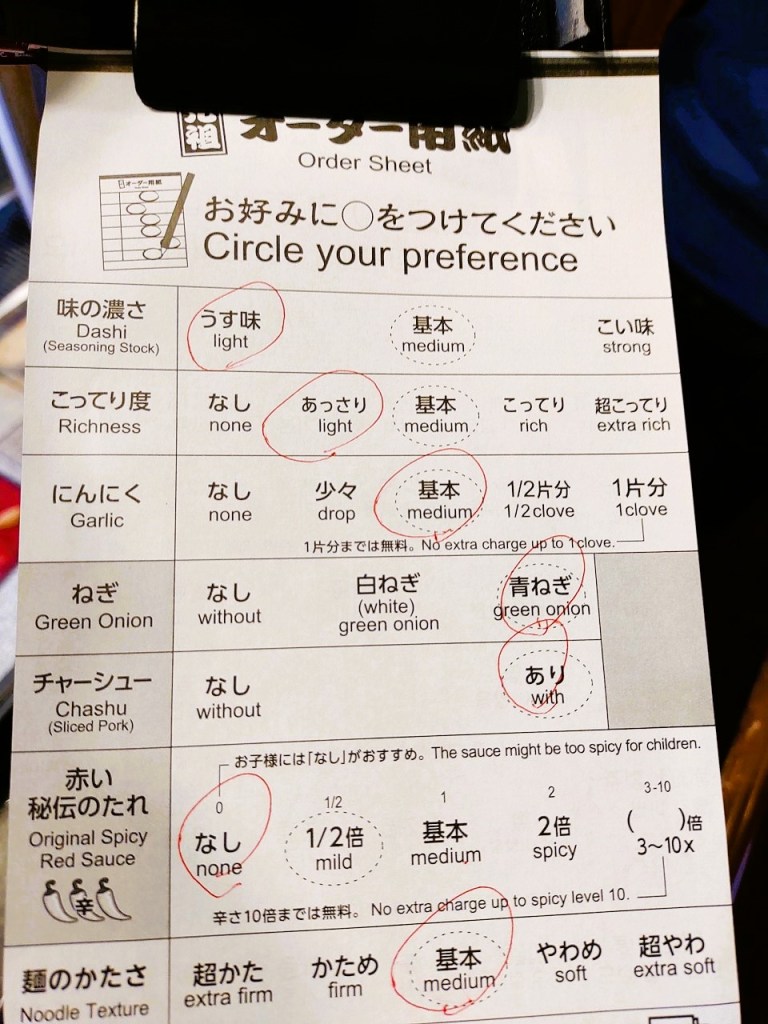 元祖 オーダー用紙
Order Sheet
オーダー用紙
お好みに○をつけてください
Circle your preference
味の濃さ
Dashi
(Seasoning Stock)
うす味
light
基本
medium
こい味
strong
こってり度
Richness
なし
none
あっさり
light
基本
medium
こってり
rich
超こってり
extra rich
にんにく
Garlic
なし
none
少々
drop
基本
medium
1/2片分
1/2clove
1片分
1clove
1片分までは無料。No extra charge up to 1clove.
ねぎ
Green Onion
なし
without
白ねぎ
(white)
green onion
青ねぎ
green onion
チャーシュー
Chashu
(Sliced Pork)
なし
without
あり
with
お子様には「なし」がおすすめ。The sauce might be too spicy for children.
赤い
秘伝のたれ
Original Spicy
Red Sauce
辛
0
なし
none
1/2
1/2倍
mild
1
基本
medium
2
2倍
spicy
3-10
( )倍
3~10x
辛さ10倍までは無料。No extra charge up to spicy level 10.
麺のかたさ
Noodle Texture
超かた
extra firm
かため
firm
基本
medium
やわめ
soft
超やわ
extra soft